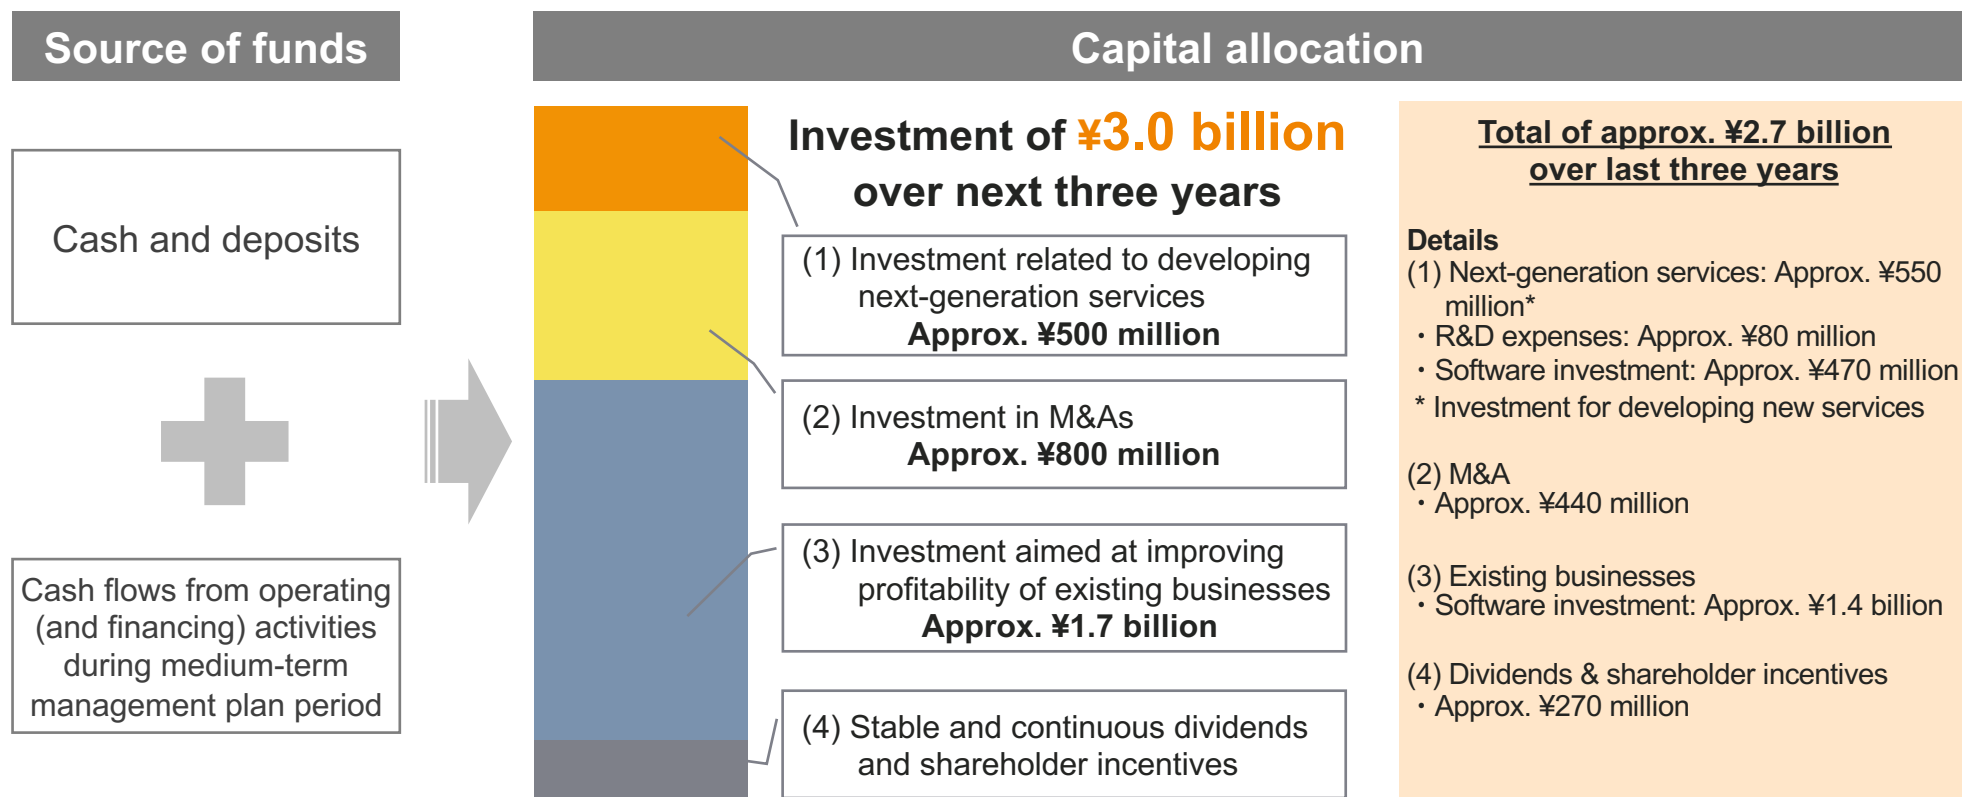 Source of funds
Cash and deposits
Cash flows from operating
(and financing) activities
during medium-term
management plan period
Capital allocation
Investment of ¥3.0 billion
over next three years
(1) Investment related to developing
next-generation services
Approx. ¥500 million
(2) Investment in M&As
Approx. ¥800 million
(3) Investment aimed at improving
profitability of existing businesses
Approx. ¥1.7 billion
(4) Stable and continuous dividends
and shareholder incentives
Total of approx. ¥2.7 billion
over last three years
Details
(1) Next-generation services: Approx. ¥550
million*
・R&D expenses: Approx. ¥80 million
・Software investment: Approx. ¥470 million
* Investment for developing new services
(2) M&A
・Approx. ¥440 million
(3) Existing businesses
・Software investment: Approx. ¥1.4 billion
(4) Dividends & shareholder incentives
・Approx. ¥270 million